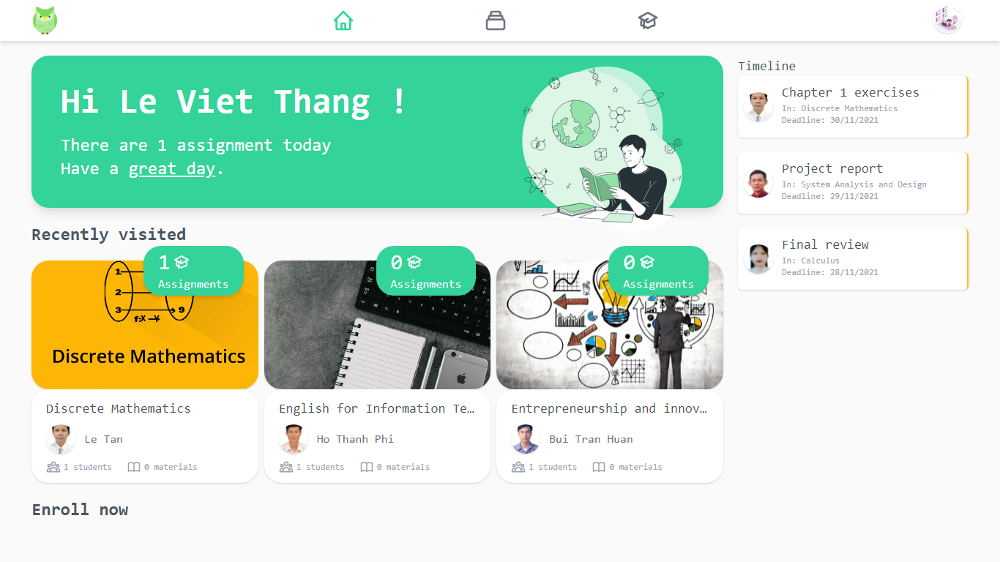 Hi Le Viet Thang !
There are 1 assignment today
Have a great day.
Timeline
Chapter 1 exercises
In: Discrete Mathematics
Deadline: 30/11/2021
Project report
In: System Analysis and Design
Deadline: 29/11/2021
Final review
In: Calculus
Deadline: 28/11/2021
Recently visited
1
Assignments
1
2
3 9
f:X→Y
Discrete Mathematics
Discrete Mathematics
Le Tan
1 students 0 materials
0
Assignments
English for Information Te…
Ho Thanh Phi
1 students 0 materials
0
Assignments
Entrepreneurship and innov…
Bui Tran Huan
1 students 0 materials
Enroll now